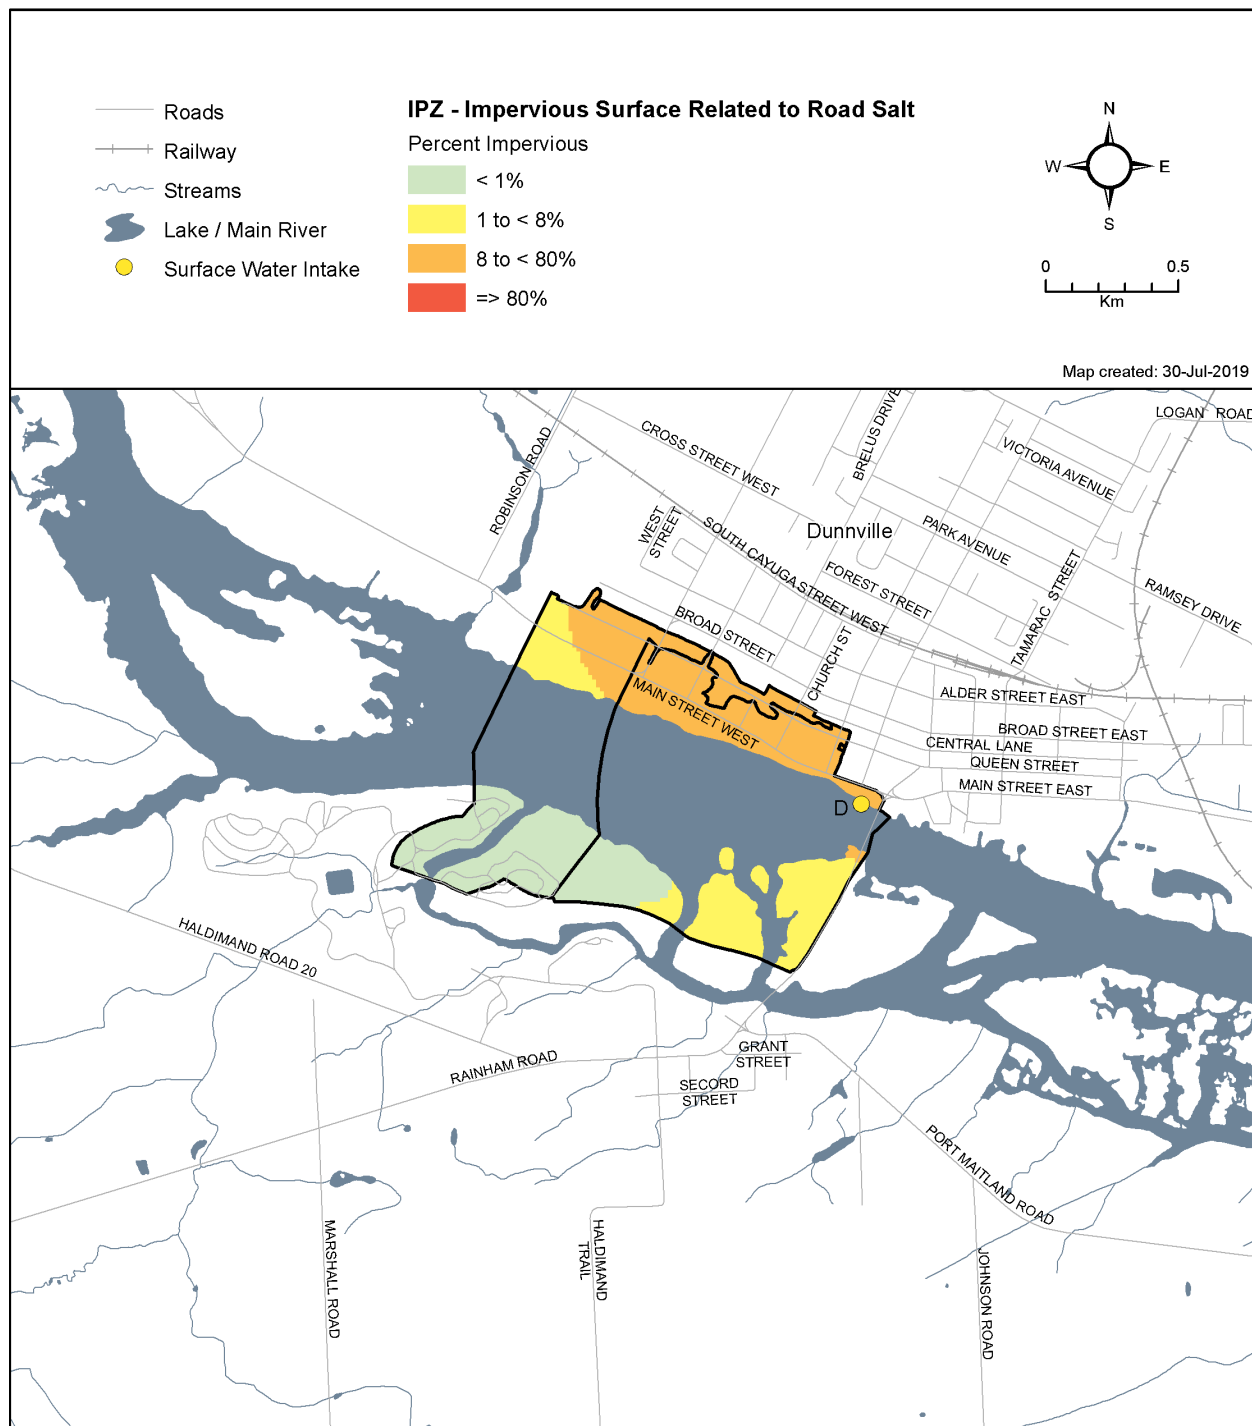 Roads
Railway
Streams
Lake / Main River
Surface Water Intake
IPZ - Impervious Surface Related to Road Salt
Percent Impervious
< 1%
1 to < 8%
8 to < 80%
=> 80%
N
W
E
S
0
0.5
Km
Map created: 30-Jul-2019
LOGAN ROAD
CROSS STREET WEST
BRELUS DRIVE
VICTORIA AVENUE
ROBINSON ROAD
WEST
STREET
SOUTH CAYUGA STREET WEST
Dunnville
PARK AVENUE
FOREST STREET
TAMARAC STREET
RAMSEY DRIVE
BROAD STREET
CHURCH ST
MAIN STREET WEST
ALDER STREET EAST
BROAD STREET EAST
CENTRAL LANE
QUEEN STREET
MAIN STREET EAST
D
HALDIMAND ROAD 20
RAINHAM ROAD
GRANT
STREET
SECORD
STREET
PORT MAITLAND ROAD
MARSHALL ROAD
HALDIMAND
TRAIL
JOHNSON ROAD